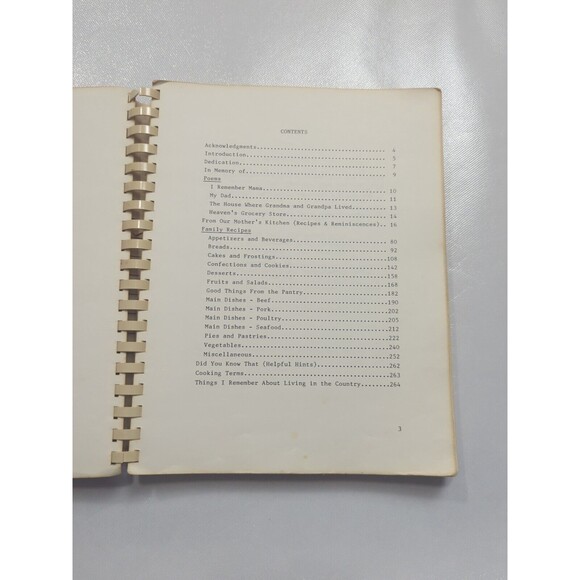 CONTENTS
Acknowledgments.......................................4
Introduction..........................................5
Dedication............................................7
In Memory of..........................................9
Poems
I Remember Mama....................................10
My Dad.............................................11
The House Where Grandma and Grandpa Lived..........13
Heaven's Grocery Store.............................14
From Our Mother's Kitchen (Recipes & Reminiscences)..16
Family Recipes
Appetizers and Beverages...........................80
Breads.............................................92
Cakes and Frostings...............................108
Confections and Cookies...........................142
Desserts..........................................158
Fruits and Salads.................................168
Good Things From the Pantry.......................182
Main Dishes - Beef................................190
Main Dishes - Pork................................202
Main Dishes - Poultry.............................205
Main Dishes - Seafood.............................212
Pies and Pastries.................................222
Vegetables........................................240
Miscellaneous.....................................252
Did You Know That (Helpful Hints)....................262
Cooking Terms........................................263
Things I Remember About Living in the Country.......264
3